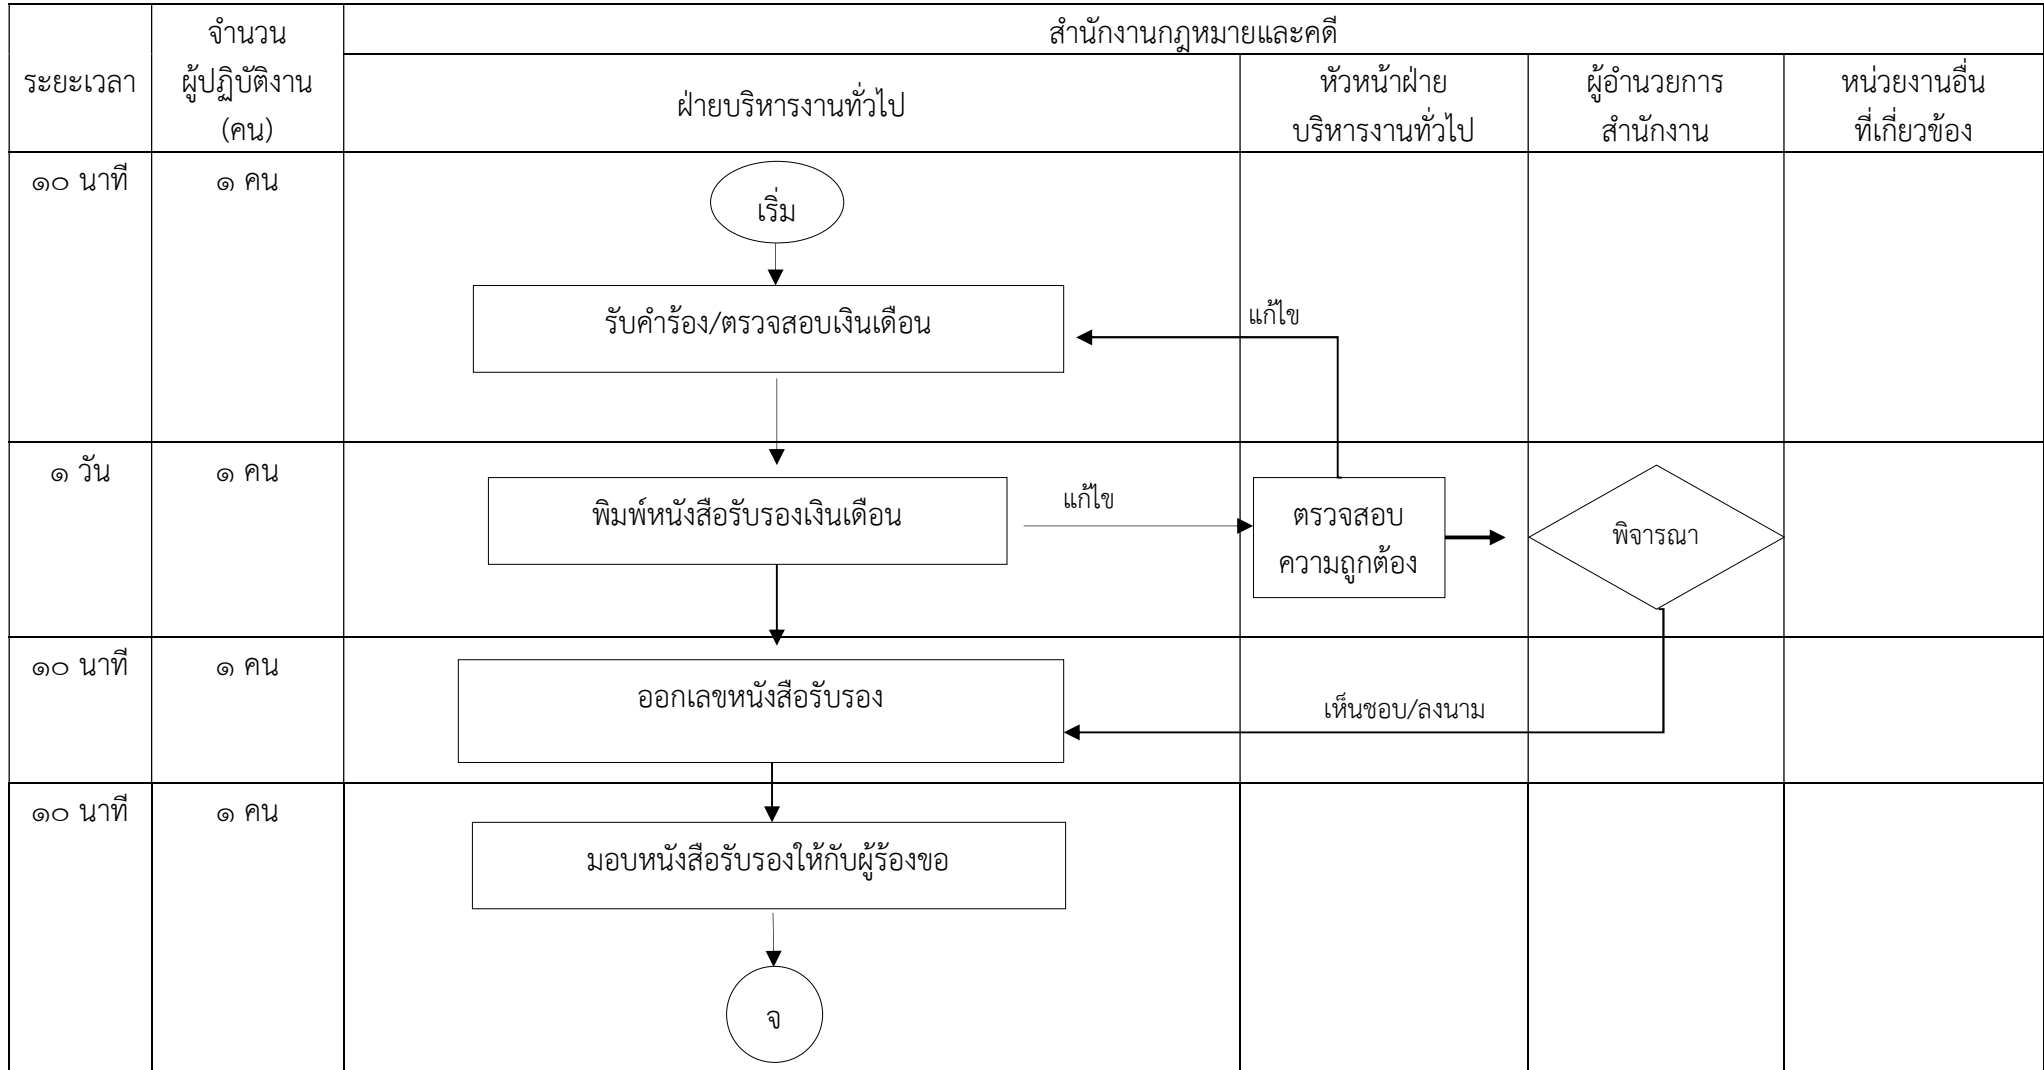 ระยะเวลา
จำนวน
ผู้ปฏิบัติงาน
(คน)
สำนักงานกฎหมายและคดี
ฝ่ายบริหารงานทั่วไป
หัวหน้าฝ่าย
บริหารงานทั่วไป
ผู้อำนวยการ
สำนักงาน
หน่วยงานอื่น
ที่เกี่ยวข้อง
๑๐ นาที
๑ คน
เริ่ม
รับคำร้อง/ตรวจสอบเงินเดือน
แก้ไข
๑ วัน
๑ คน
พิมพ์หนังสือรับรองเงินเดือน
แก้ไข
ตรวจสอบ
ความถูกต้อง
พิจารณา
๑๐ นาที
๑ คน
ออกเลขหนังสือรับรอง
เห็นชอบ/ลงนาม
๑๐ นาที
๑ คน
มอบหนังสือรับรองให้กับผู้ร้องขอ
จ